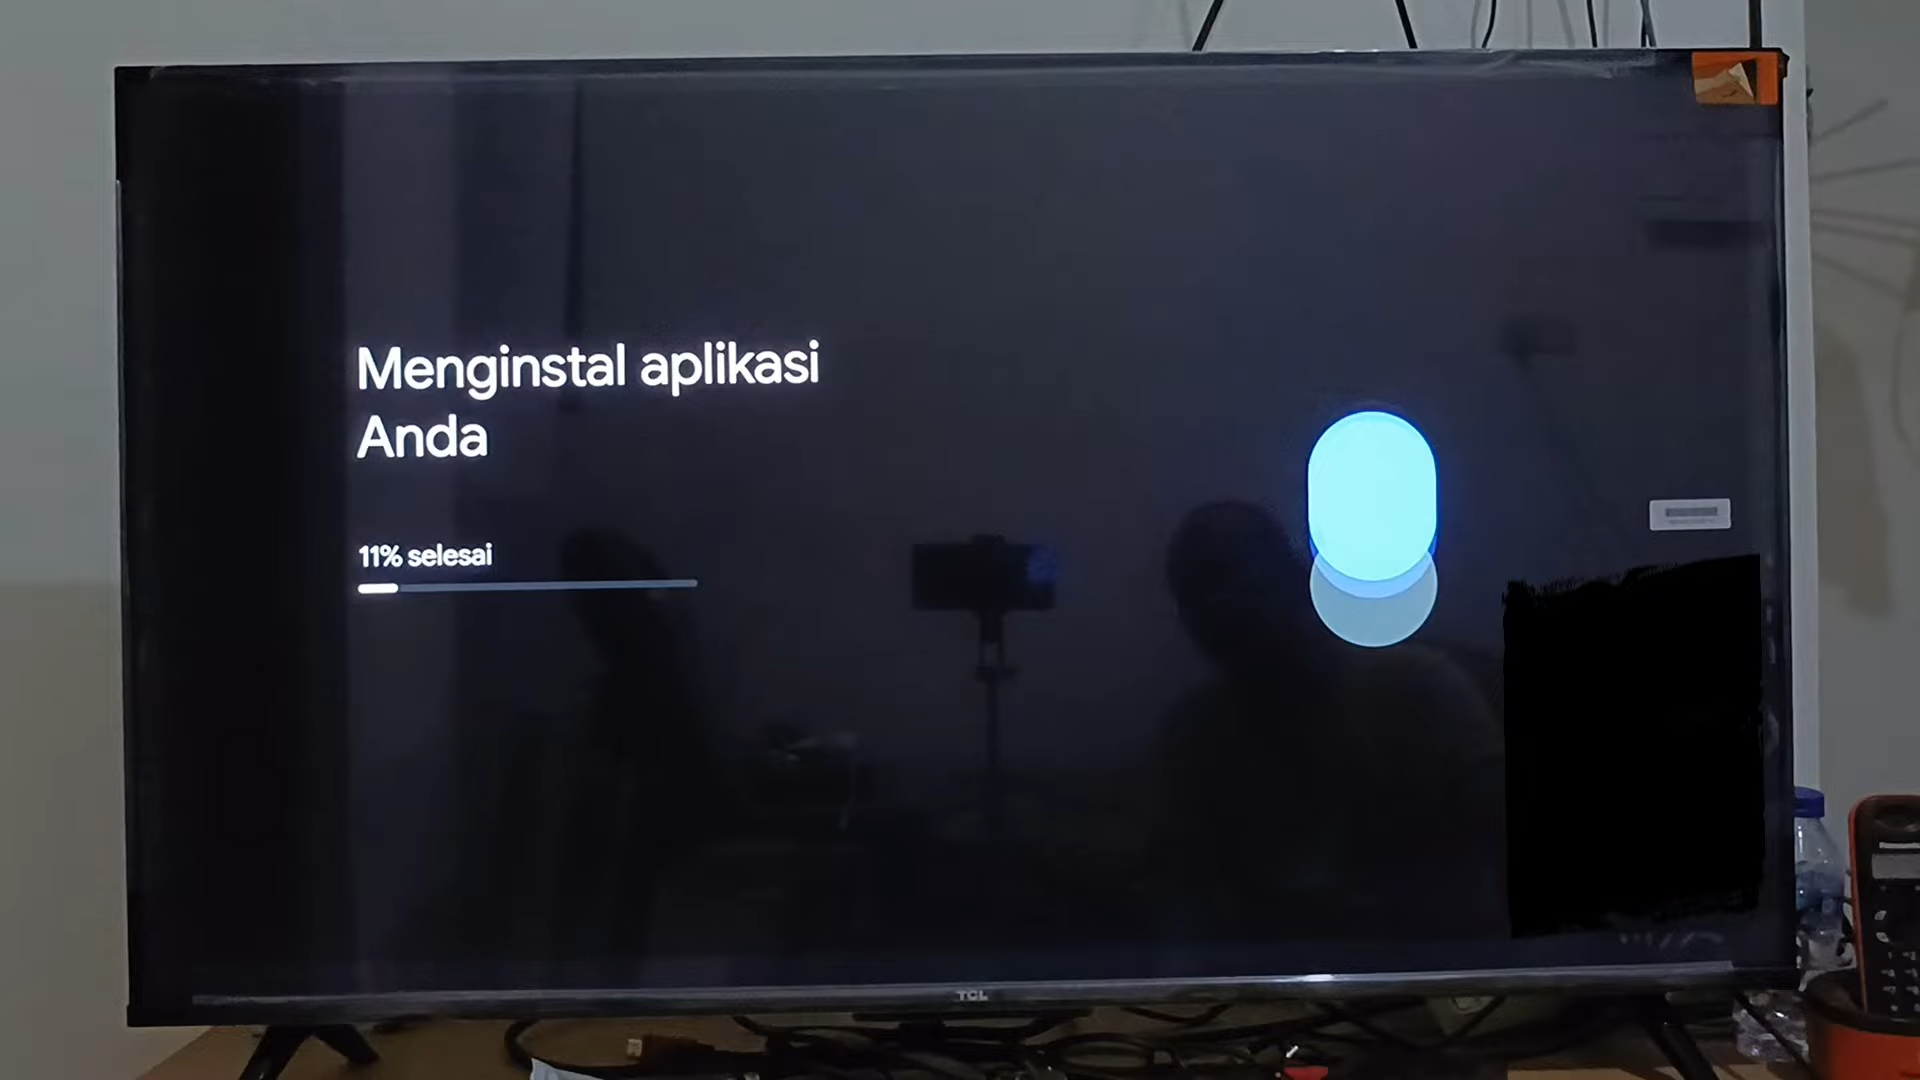 Menginstal aplikasi
Anda
11% selesai
TCL